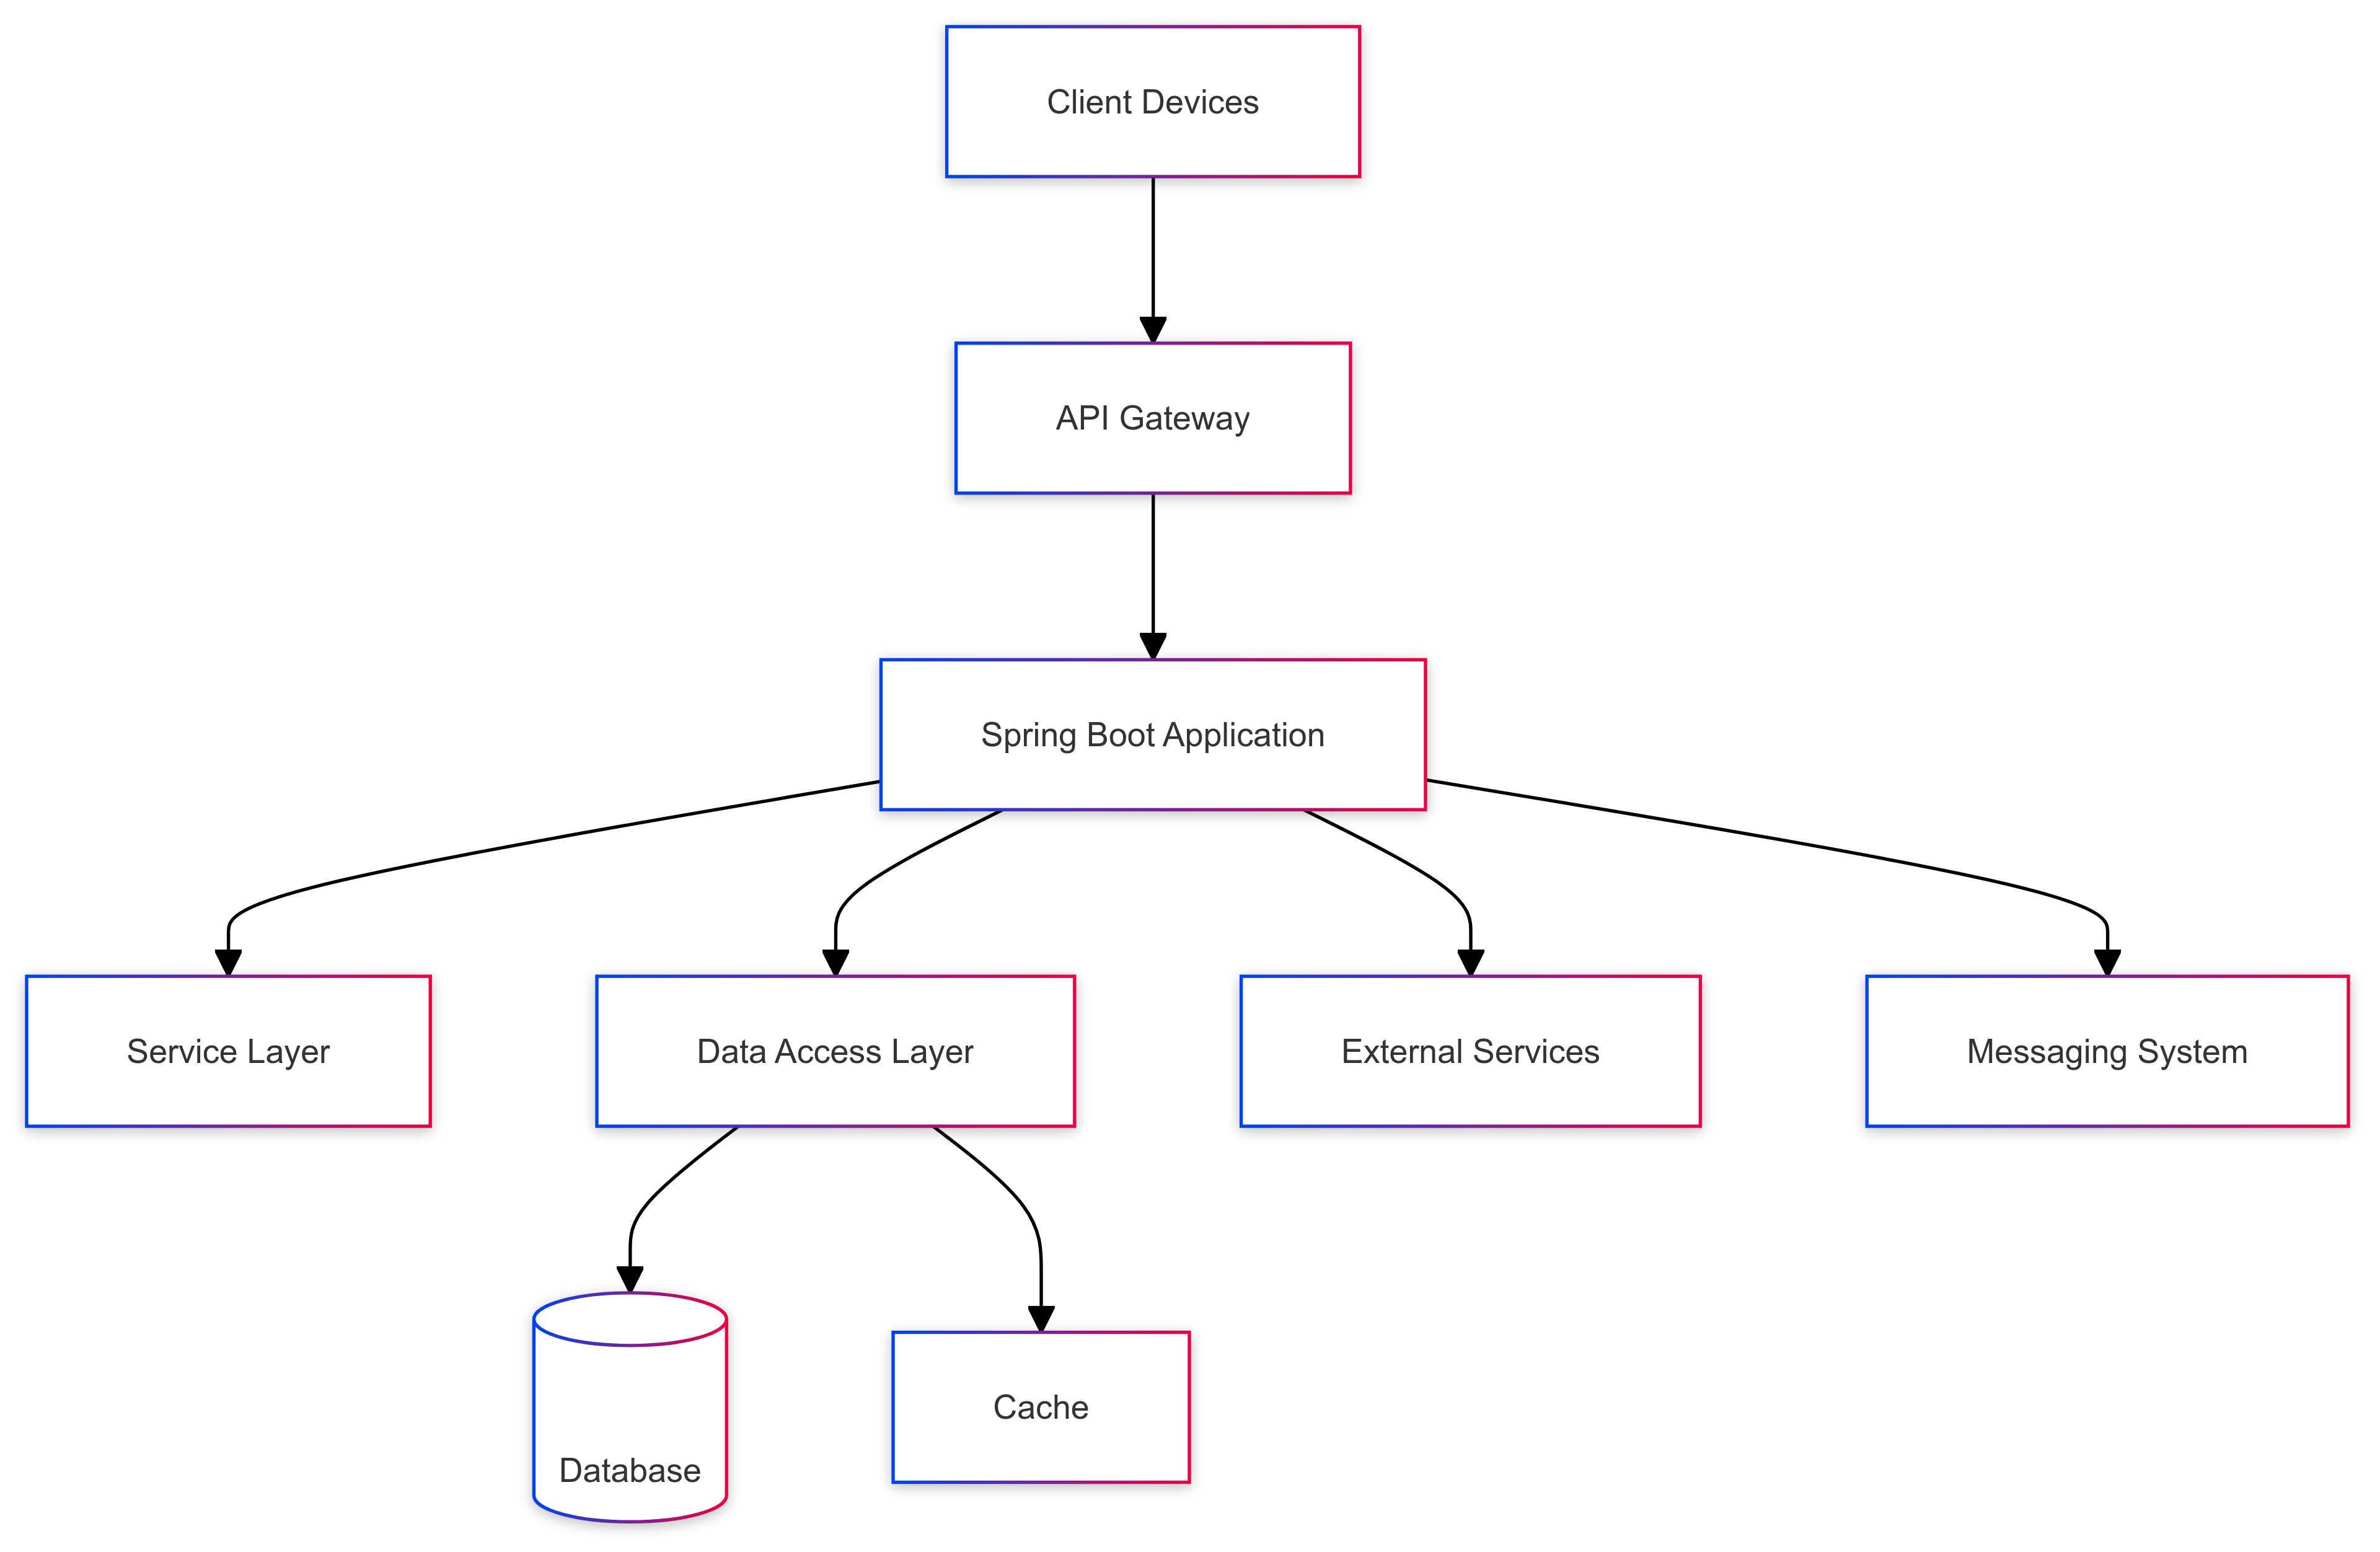 Client Devices
API Gateway
Spring Boot Application
Service Layer
Data Access Layer
External Services
Messaging System
Database
Cache